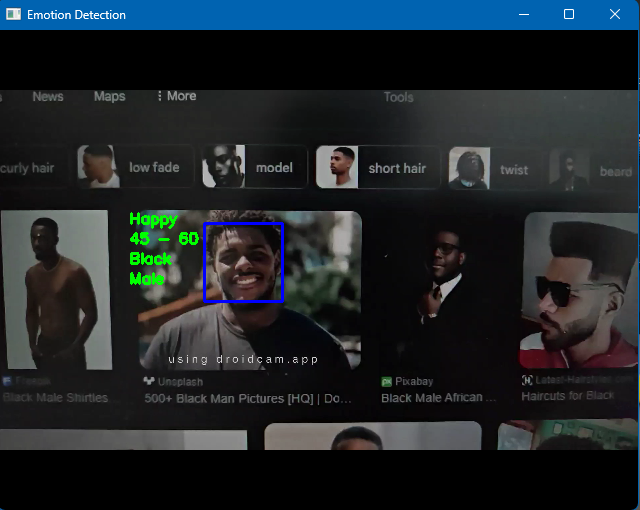 Emotion Detection
News Maps More Tools
curly hair low fade model short hair twist beard
Happy
45 - 60
Black
Male
using droidcam.app
Freepik Unsplash Pixabay Latest-Hairstyles.com
Black Male Shirtless 500+ Black Man Pictures [HQ] | Do... Black Male African ... Haircuts for Black